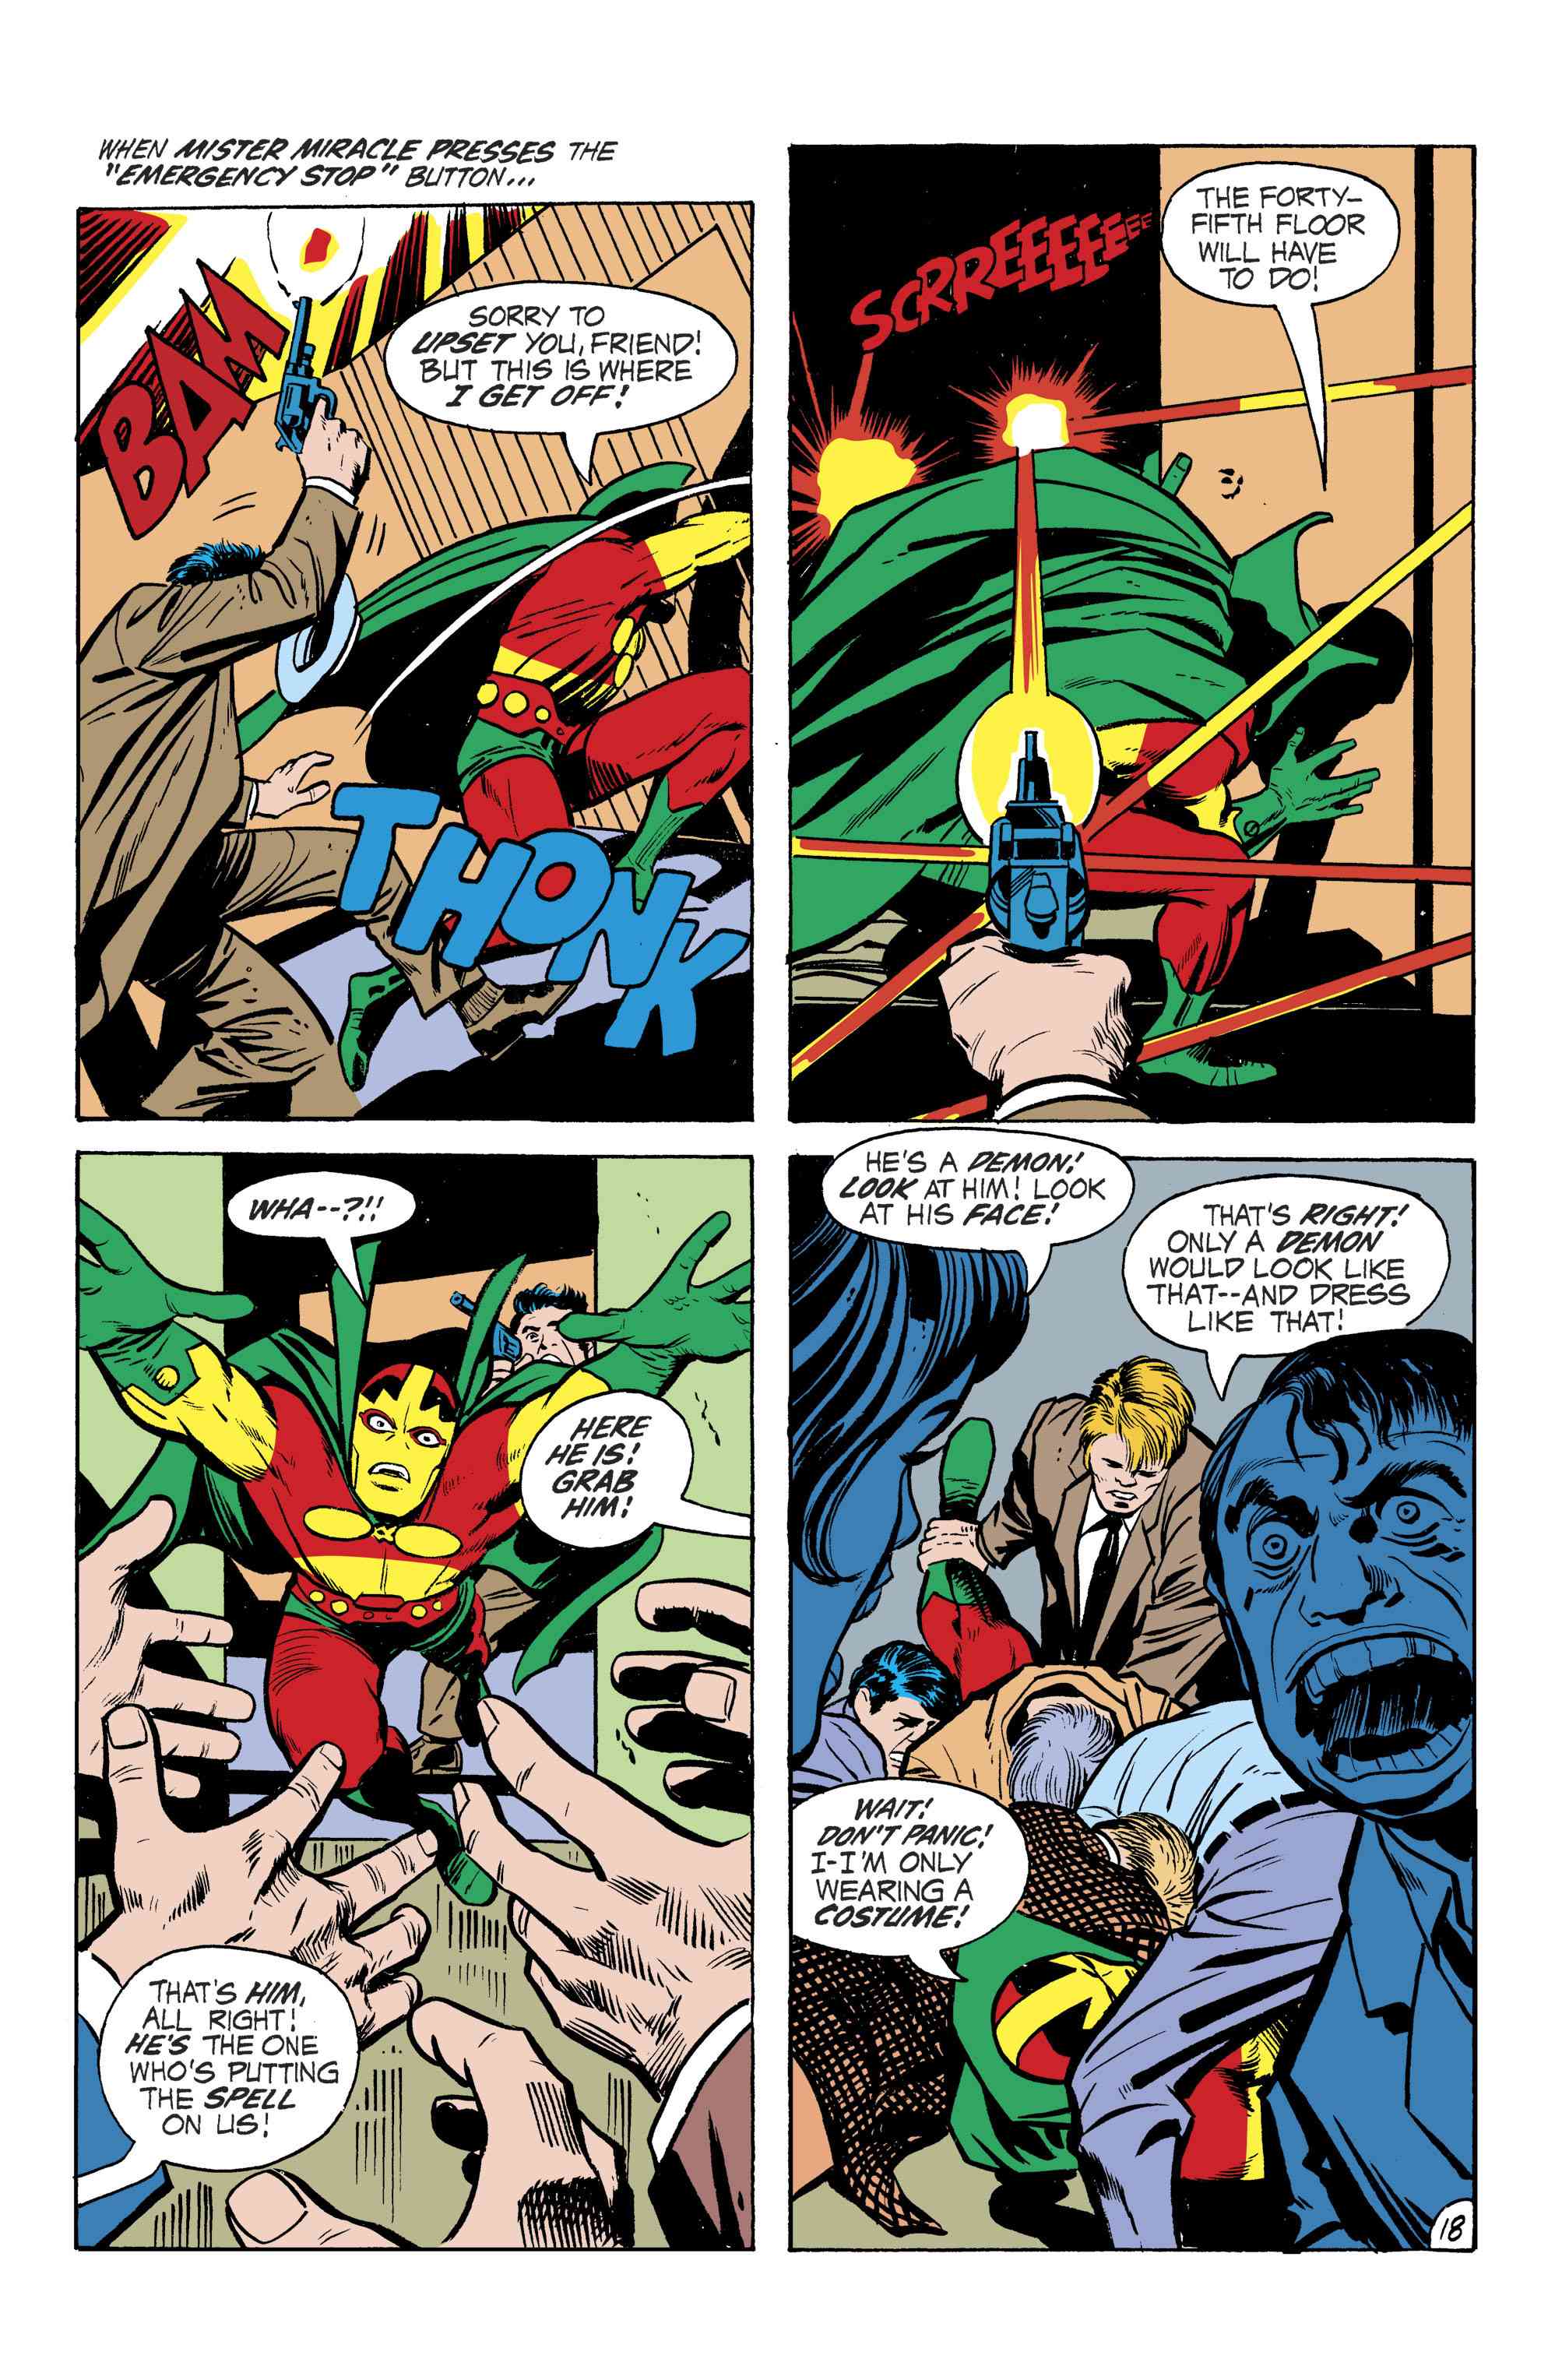 WHEN MISTER MIRACLE PRESSES THE
"EMERGENCY STOP" BUTTON...
BAM
SORRY TO
UPSET YOU, FRIEND!
BUT THIS IS WHERE
I GET OFF!
THONK
SCRREEEEEEE
THE FORTY-
FIFTH FLOOR
WILL HAVE
TO DO!
WHA--?!!
HERE
HE IS!
GRAB
HIM!
THAT'S HIM,
ALL RIGHT!
HE'S THE ONE
WHO'S PUTTING
THE SPELL
ON US!
HE'S A DEMON!
LOOK AT HIM! LOOK
AT HIS FACE!
THAT'S RIGHT!
ONLY A DEMON
WOULD LOOK LIKE
THAT--AND DRESS
LIKE THAT!
WAIT!
DON'T PANIC!
I-I'M ONLY
WEARING A
COSTUME!
18